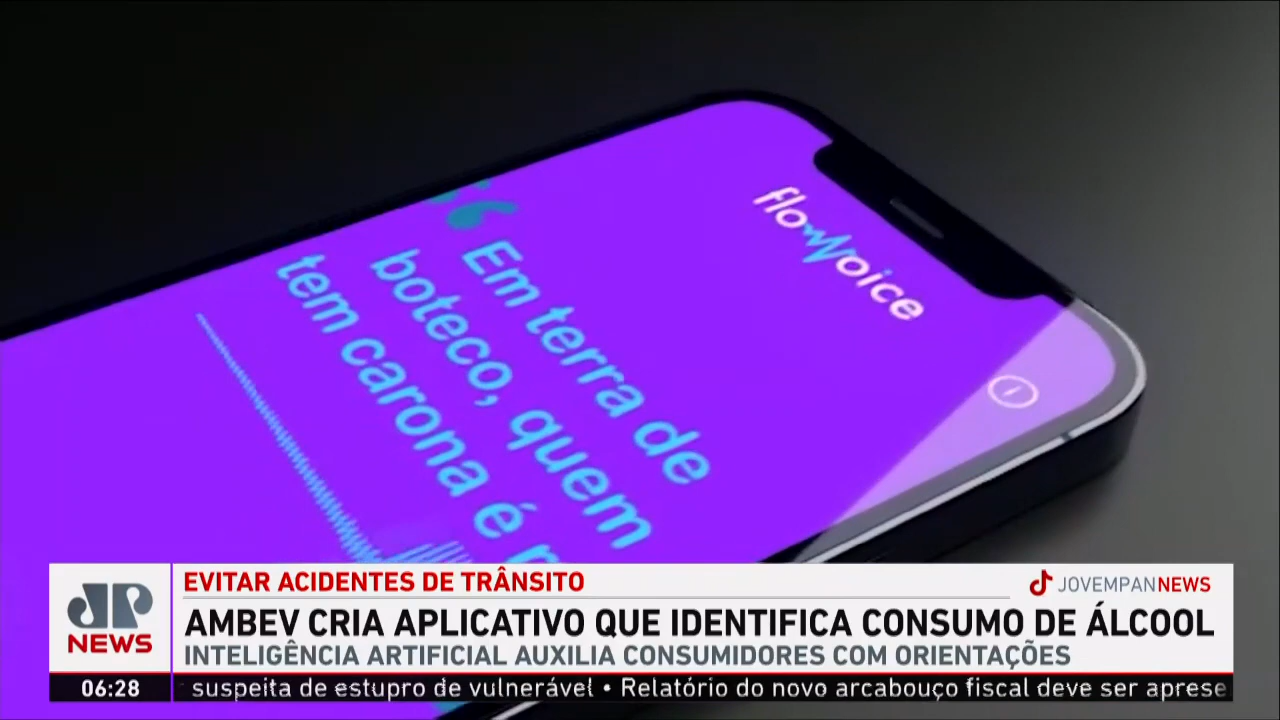 flowvoice
“
Em terra de
boteco, quem
tem carona é
EVITAR ACIDENTES DE TRÂNSITO
JOVEMPANNEWS
JP
NEWS
AMBEV CRIA APLICATIVO QUE IDENTIFICA CONSUMO DE ÁLCOOL
INTELIGÊNCIA ARTIFICIAL AUXILIA CONSUMIDORES COM ORIENTAÇÕES
06:28
suspeita de estupro de vulnerável • Relatório do novo arcabouço fiscal deve ser aprese